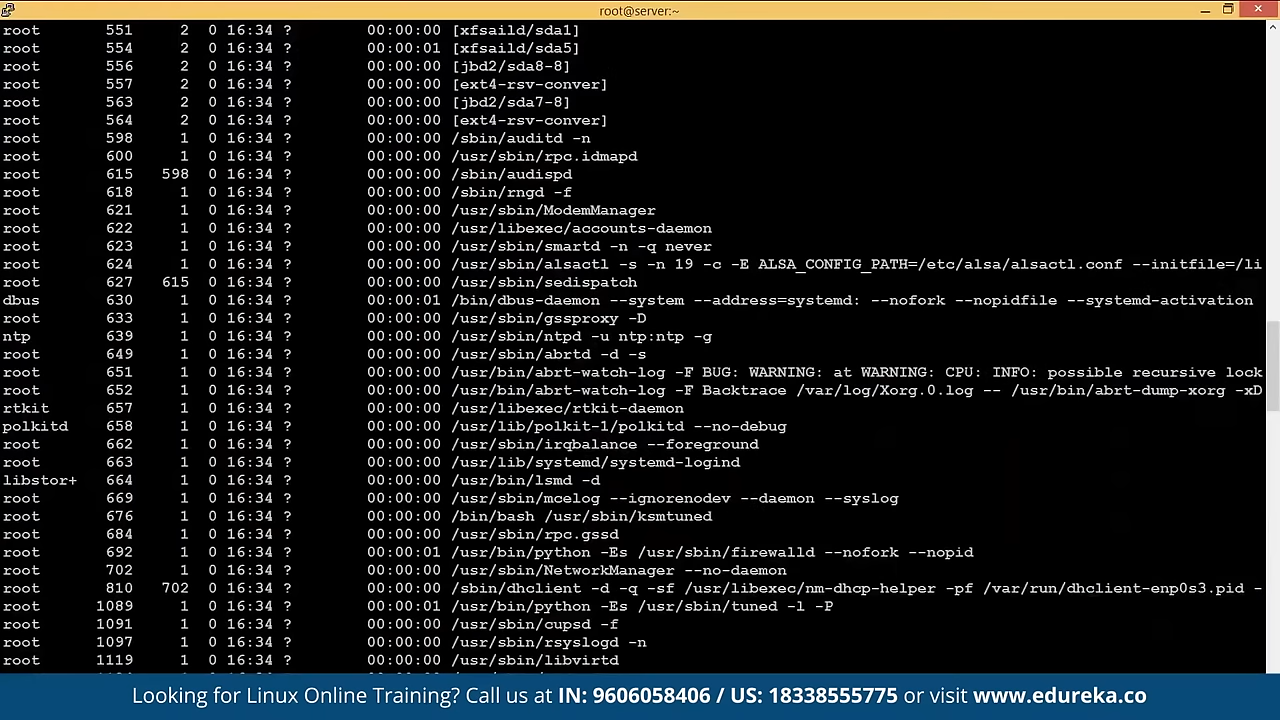 root@server:~
root 551 2 0 16:34 ? 00:00:00 [xfsaild/sda1]
root 554 2 0 16:34 ? 00:00:01 [xfsaild/sda5]
root 556 2 0 16:34 ? 00:00:00 [jbd2/sda8-8]
root 557 2 0 16:34 ? 00:00:00 [ext4-rsv-conver]
root 563 2 0 16:34 ? 00:00:00 [jbd2/sda7-8]
root 564 2 0 16:34 ? 00:00:00 [ext4-rsv-conver]
root 598 1 0 16:34 ? 00:00:00 /sbin/auditd -n
root 600 1 0 16:34 ? 00:00:00 /usr/sbin/rpc.idmapd
root 615 598 0 16:34 ? 00:00:00 /sbin/audispd
root 618 1 0 16:34 ? 00:00:00 /sbin/rngd -f
root 621 1 0 16:34 ? 00:00:00 /usr/sbin/ModemManager
root 622 1 0 16:34 ? 00:00:00 /usr/libexec/accounts-daemon
root 623 1 0 16:34 ? 00:00:00 /usr/sbin/smartd -n -q never
root 624 1 0 16:34 ? 00:00:00 /usr/sbin/alsactl -s -n 19 -c -E ALSA_CONFIG_PATH=/etc/alsa/alsactl.conf --initfile=/li
root 627 615 0 16:34 ? 00:00:00 /usr/sbin/sedispatch
dbus 630 1 0 16:34 ? 00:00:01 /bin/dbus-daemon --system --address=systemd: --nofork --nopidfile --systemd-activation
root 633 1 0 16:34 ? 00:00:00 /usr/sbin/gssproxy -D
ntp 639 1 0 16:34 ? 00:00:00 /usr/sbin/ntpd -u ntp:ntp -g
root 649 1 0 16:34 ? 00:00:00 /usr/sbin/abrtd -d -s
root 651 1 0 16:34 ? 00:00:00 /usr/bin/abrt-watch-log -F BUG: WARNING: at WARNING: CPU: INFO: possible recursive lock
root 652 1 0 16:34 ? 00:00:00 /usr/bin/abrt-watch-log -F Backtrace /var/log/Xorg.0.log -- /usr/bin/abrt-dump-xorg -xD
rtkit 657 1 0 16:34 ? 00:00:00 /usr/libexec/rtkit-daemon
polkitd 658 1 0 16:34 ? 00:00:00 /usr/lib/polkit-1/polkitd --no-debug
root 662 1 0 16:34 ? 00:00:00 /usr/sbin/irqbalance --foreground
root 663 1 0 16:34 ? 00:00:00 /usr/lib/systemd/systemd-logind
libstor+ 664 1 0 16:34 ? 00:00:00 /usr/bin/lsmd -d
root 669 1 0 16:34 ? 00:00:00 /usr/sbin/mcelog --ignorenodev --daemon --syslog
root 676 1 0 16:34 ? 00:00:00 /bin/bash /usr/sbin/ksmtuned
root 684 1 0 16:34 ? 00:00:00 /usr/sbin/rpc.gssd
root 692 1 0 16:34 ? 00:00:01 /usr/bin/python -Es /usr/sbin/firewalld --nofork --nopid
root 702 1 0 16:34 ? 00:00:00 /usr/sbin/NetworkManager --no-daemon
root 810 702 0 16:34 ? 00:00:00 /sbin/dhclient -d -q -sf /usr/libexec/nm-dhcp-helper -pf /var/run/dhclient-enp0s3.pid -
root 1089 1 0 16:34 ? 00:00:01 /usr/bin/python -Es /usr/sbin/tuned -l -P
root 1091 1 0 16:34 ? 00:00:00 /usr/sbin/cupsd -f
root 1097 1 0 16:34 ? 00:00:00 /usr/sbin/rsyslogd -n
root 1119 1 0 16:34 ? 00:00:00 /usr/sbin/libvirtd
Looking for Linux Online Training? Call us at IN: 9606058406 / US: 18338555775 or visit www.edureka.co